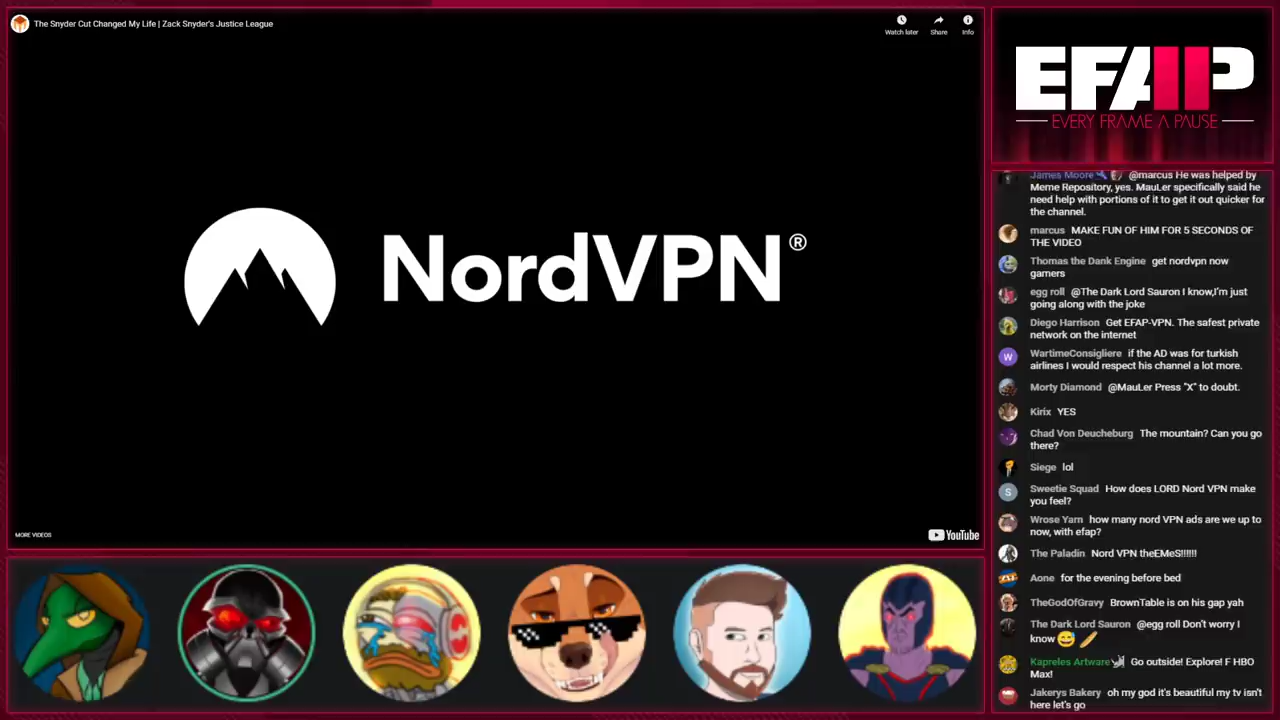 The Snyder Cut Changed My Life | Zack Snyder's Justice League
Watch later
Share
Info
NordVPN®
MORE VIDEOS
YouTube
EFAP
EVERY FRAME A PAUSE
James Moore @marcus He was helped by
Meme Repository, yes. MauLer specifically said he
need help with portions of it to get it out quicker for
the channel.
marcus MAKE FUN OF HIM FOR 5 SECONDS OF
THE VIDEO
Thomas the Dank Engine get nordvpn now
gamers
egg roll @The Dark Lord Sauron I know,I'm just
going along with the joke
Diego Harrison Get EFAP-VPN. The safest private
network on the internet
W
WartimeConsigliere if the AD was for turkish
airlines I would respect his channel a lot more.
Morty Diamond @MauLer Press "X" to doubt.
Kirix YES
Chad Von Deucheburg The mountain? Can you go
there?
Siege lol
S
Sweetie Squad How does LORD Nord VPN make
you feel?
Wrose Yarn how many nord VPN ads are we up to
now, with efap?
The Paladin Nord VPN theEMeS!!!!!!
Aone for the evening before bed
TheGodOfGravy BrownTable is on his gap yah
The Dark Lord Sauron @egg roll Don't worry I
know 😅 🥖
Kapreles Artware Go outside! Explore! F HBO
Max!
Jakerys Bakery oh my god it's beautiful my tv isn't
here let's go